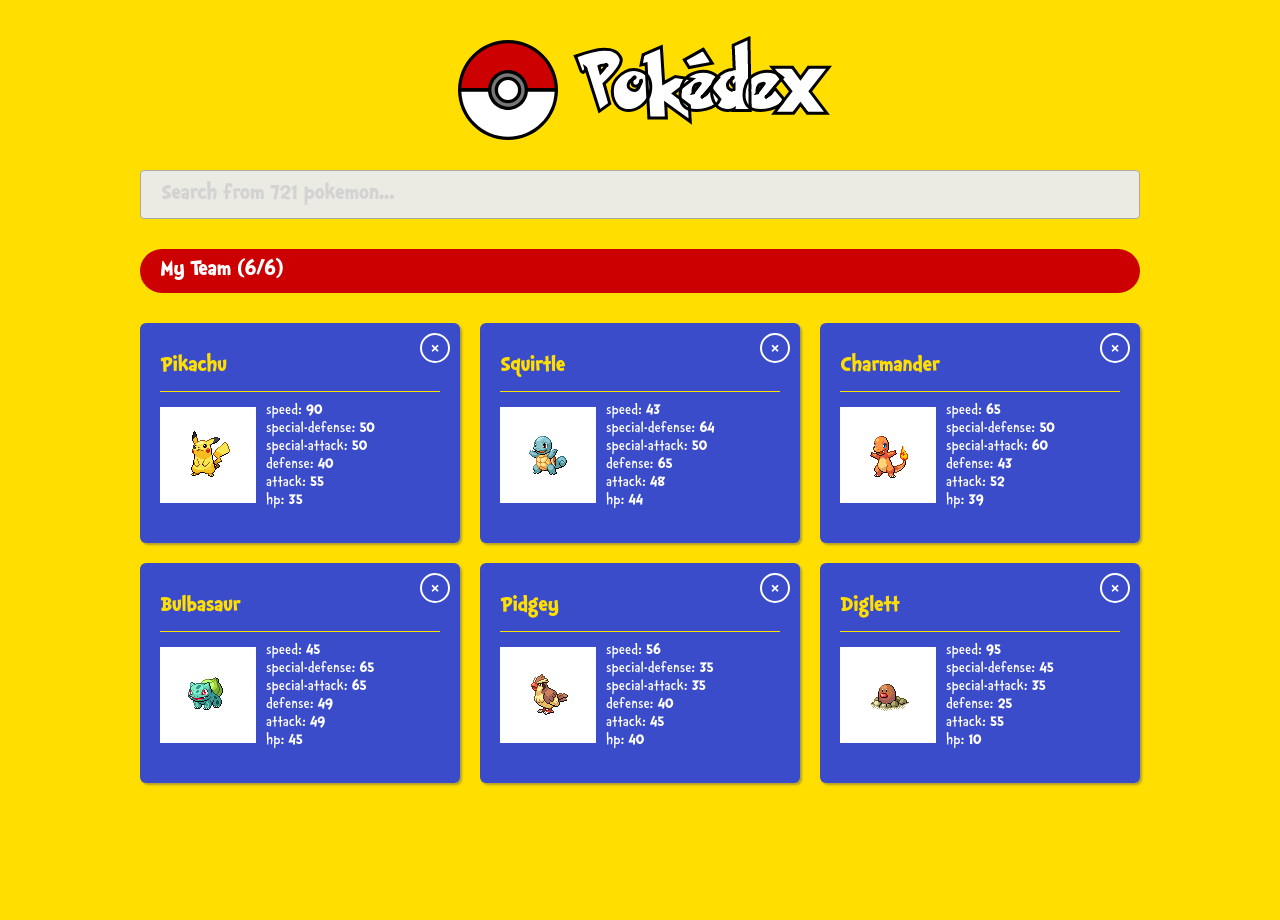 Pokédex
Search from 721 pokemon...
My Team (6/6)
Pikachu
×
speed: 90
special-defense: 50
special-attack: 50
defense: 40
attack: 55
hp: 35
Squirtle
×
speed: 43
special-defense: 64
special-attack: 50
defense: 65
attack: 48
hp: 44
Charmander
×
speed: 65
special-defense: 50
special-attack: 60
defense: 43
attack: 52
hp: 39
Bulbasaur
×
speed: 45
special-defense: 65
special-attack: 65
defense: 49
attack: 49
hp: 45
Pidgey
×
speed: 56
special-defense: 35
special-attack: 35
defense: 40
attack: 45
hp: 40
Diglett
×
speed: 95
special-defense: 45
special-attack: 35
defense: 25
attack: 55
hp: 10